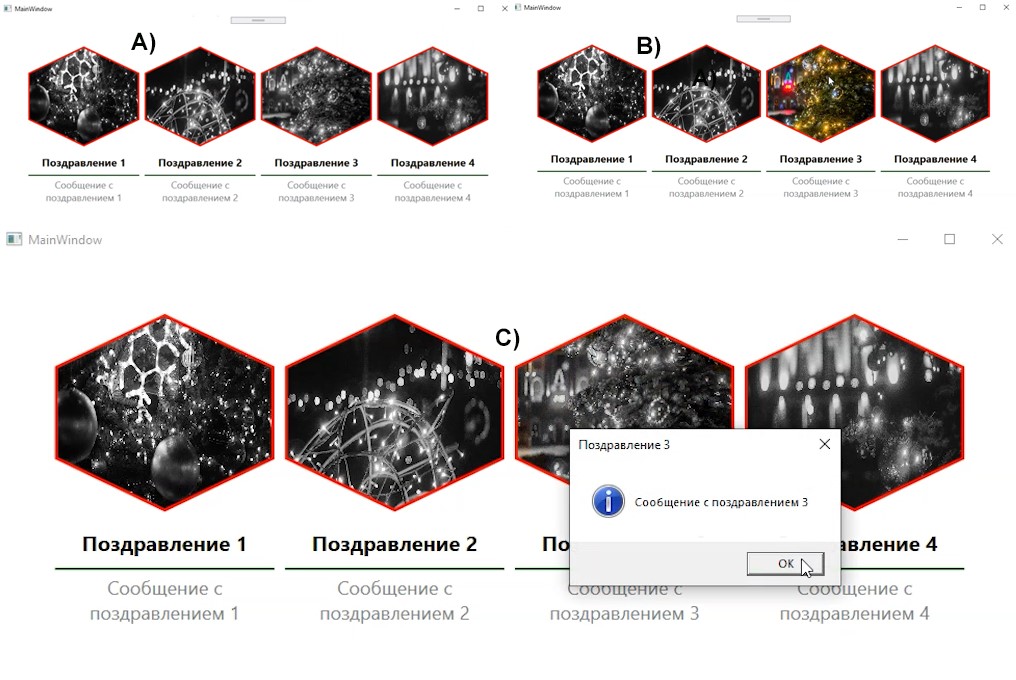 MainWindow
A)
Поздравление 1
Поздравление 2
Поздравление 3
Поздравление 4
Сообщение с
поздравлением 1
Сообщение с
поздравлением 2
Сообщение с
поздравлением 3
Сообщение с
поздравлением 4
MainWindow
B)
Поздравление 1
Поздравление 2
Поздравление 3
Поздравление 4
Сообщение с
поздравлением 1
Сообщение с
поздравлением 2
Сообщение с
поздравлением 3
Сообщение с
поздравлением 4
MainWindow
C)
Поздравление 1
Поздравление 2
По
авление 4
Сообщение с
поздравлением 1
Сообщение с
поздравлением 2
Сообщение с
поздравлением 3
Сообщение с
поздравлением 4
Поздравление 3
Сообщение с поздравлением 3
OK